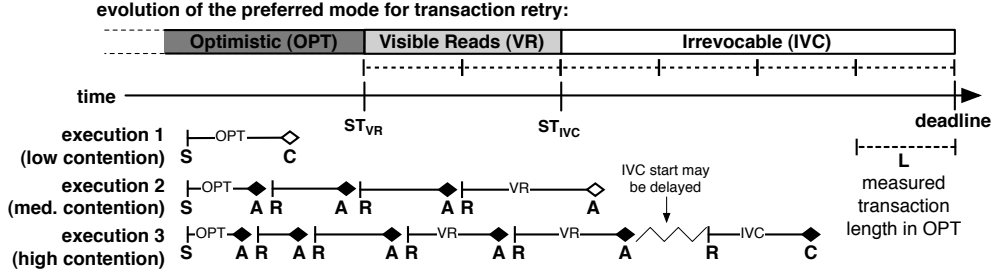 evolution of the preferred mode for transaction retry:
Optimistic (OPT) Visible Reads (VR) Irrevocable (IVC)
time
ST_VR ST_IVC deadline
execution 1
(low contention)
OPT
S C
L
measured
transaction
length in OPT
execution 2
(med. contention)
OPT VR
S A R A R A R A
IVC start may
be delayed
execution 3
(high contention)
OPT VR VR IVC
S A R A R A R A R A R C